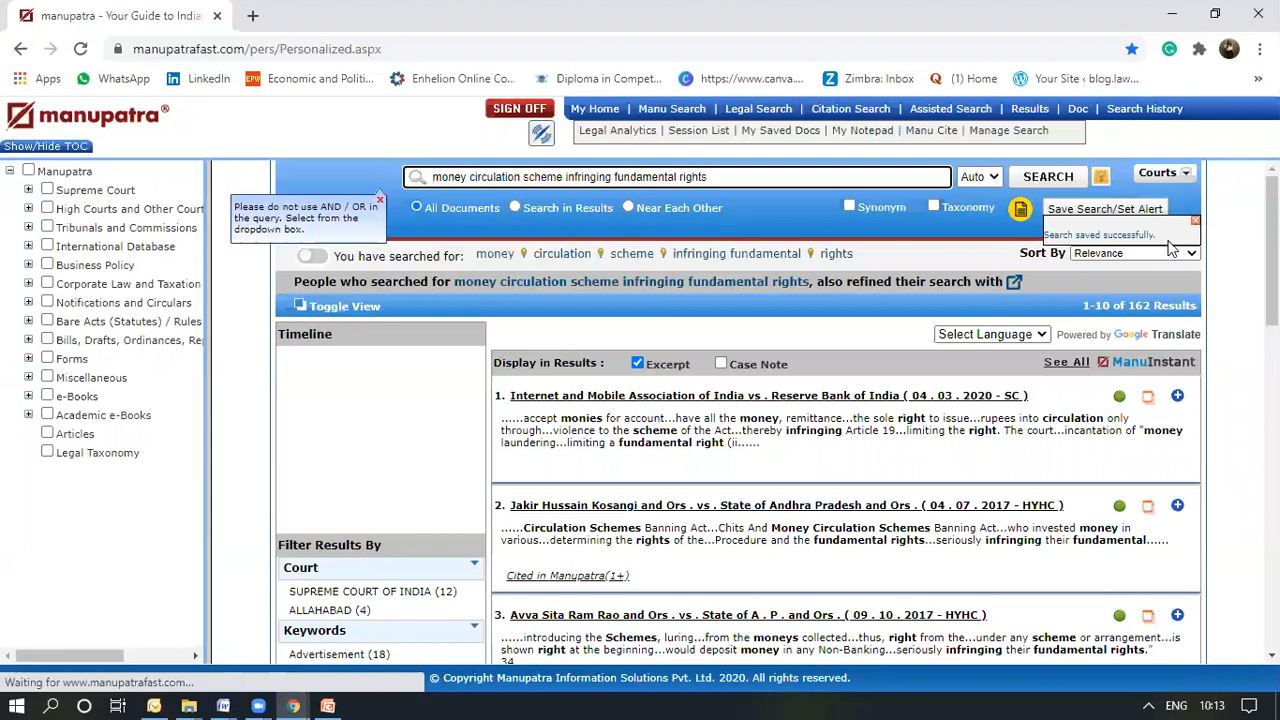 manupatra - Your Guide to India
manupatrafast.com/pers/Personalized.aspx
Apps WhatsApp LinkedIn Economic and Politi... Enhelion Online Co... Diploma in Compet... https://www.canva... Zimbra: Inbox (1) Home Your Site ‹ blog.law... »
manupatra® SIGN OFF My Home | Manu Search | Legal Search | Citation Search | Assisted Search | Results | Doc | Search History
Legal Analytics | Session List | My Saved Docs | My Notepad | Manu Cite | Manage Search
Show/Hide TOC
Manupatra
Supreme Court
High Courts and Other Court
Tribunals and Commissions
International Database
Business Policy
Corporate Law and Taxation
Notifications and Circulars
Bare Acts (Statutes) / Rules
Bills, Drafts, Ordinances, Re
Forms
Miscellaneous
e-Books
Academic e-Books
Articles
Legal Taxonomy
money circulation scheme infringing fundamental rights Auto SEARCH ? Courts
Please do not use AND / OR in
the query. Select from the
dropdown box.
All Documents Search in Results Near Each Other Synonym Taxonomy Save Search/Set Alert
Search saved successfully.
You have searched for: money circulation scheme infringing fundamental rights Sort By Relevance
People who searched for money circulation scheme infringing fundamental rights, also refined their search with
Toggle View 1-10 of 162 Results
Timeline
Select Language Powered by Google Translate
Display in Results : Excerpt Case Note See All ManuInstant
1. Internet and Mobile Association of India vs . Reserve Bank of India ( 04 . 03 . 2020 - SC )
......accept monies for account...have all the money, remittance...the sole right to issue...rupees into circulation only
through...violence to the scheme of the Act...thereby infringing Article 19...limiting the right. The court...incantation of "money
laundering...limiting a fundamental right (ii......
2. Jakir Hussain Kosangi and Ors . vs . State of Andhra Pradesh and Ors . ( 04 . 07 . 2017 - HYHC )
......Circulation Schemes Banning Act...Chits And Money Circulation Schemes Banning Act...who invested money in
various...determining the rights of the...Procedure and the fundamental rights...seriously infringing their fundamental......
Cited in Manupatra(1+)
3. Avva Sita Ram Rao and Ors . vs . State of A . P . and Ors . ( 09 . 10 . 2017 - HYHC )
......introducing the Schemes, luring...from the moneys collected...thus, right from the...under any scheme or arrangement...is
shown right at the beginning...would deposit money in any Non-Banking...seriously infringing their fundamental rights."
34
Filter Results By
Court
SUPREME COURT OF INDIA (12)
ALLAHABAD (4)
Keywords
Advertisement (18)
Waiting for www.manupatrafast.com...
© Copyright Manupatra Information Solutions Pvt. Ltd. 2020. All rights reserved.
ENG 10:13